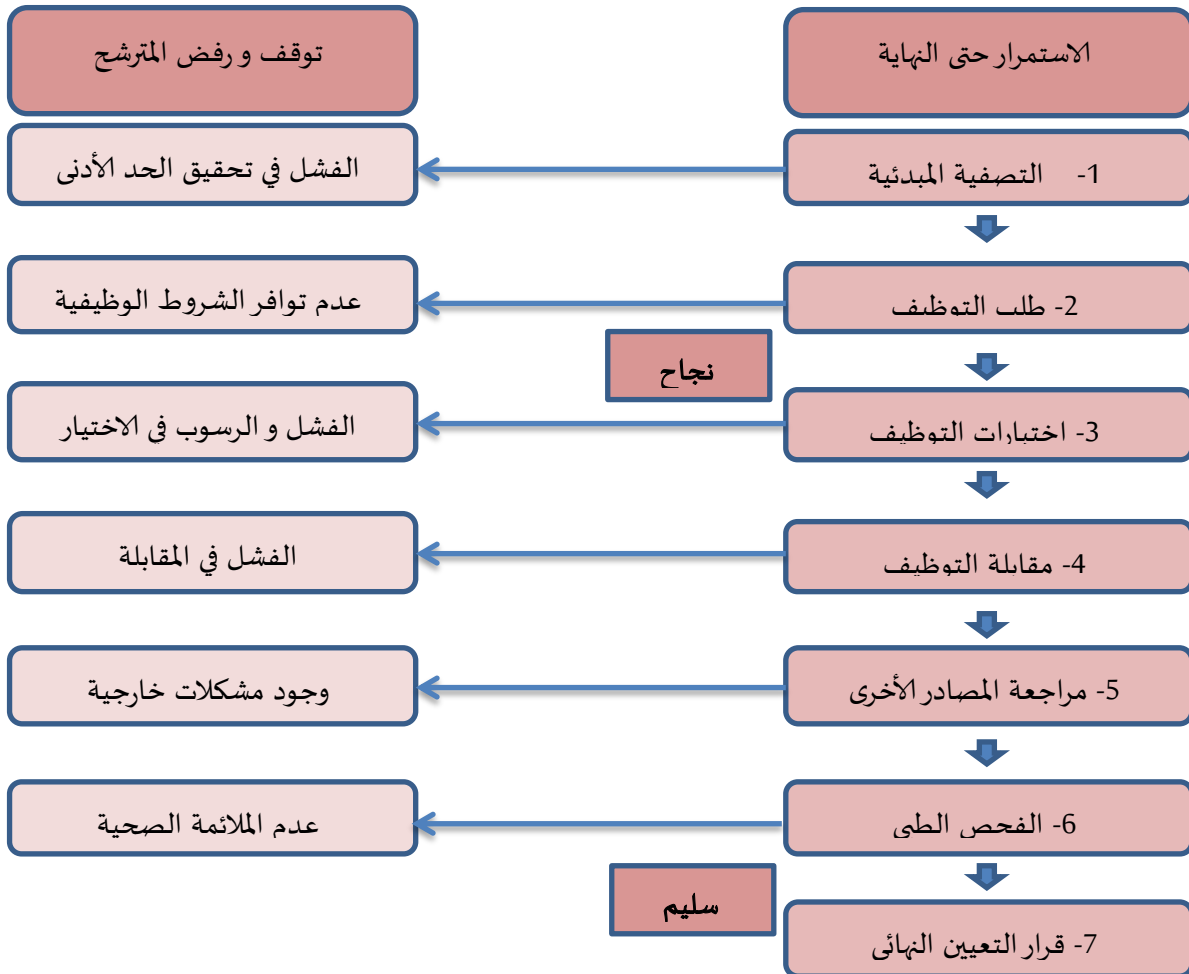 الاستمرار حتى النهاية
توقف و رفض المترشح
1- التصفية المبدئية
الفشل في تحقيق الحد الأدنى
2- طلب التوظيف
عدم توافر الشروط الوظيفية
نجاح
3- اختبارات التوظيف
الفشل و الرسوب في الاختيار
4- مقابلة التوظيف
الفشل في المقابلة
5- مراجعة المصادر الأخرى
وجود مشكلات خارجية
6- الفحص الطي
عدم الملائمة الصحية
سليم
7- قرار التعيين النهائي